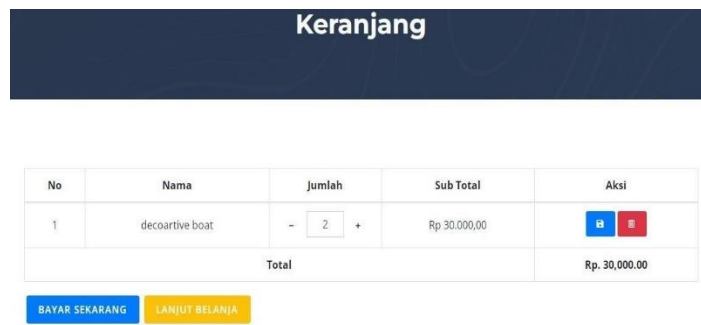 Keranjang
No Nama Jumlah Sub Total Aksi
1 decoartive boat - 2 + Rp 30.000,00
Total Rp. 30,000.00
BAYAR SEKARANG LANJUT BELANJA